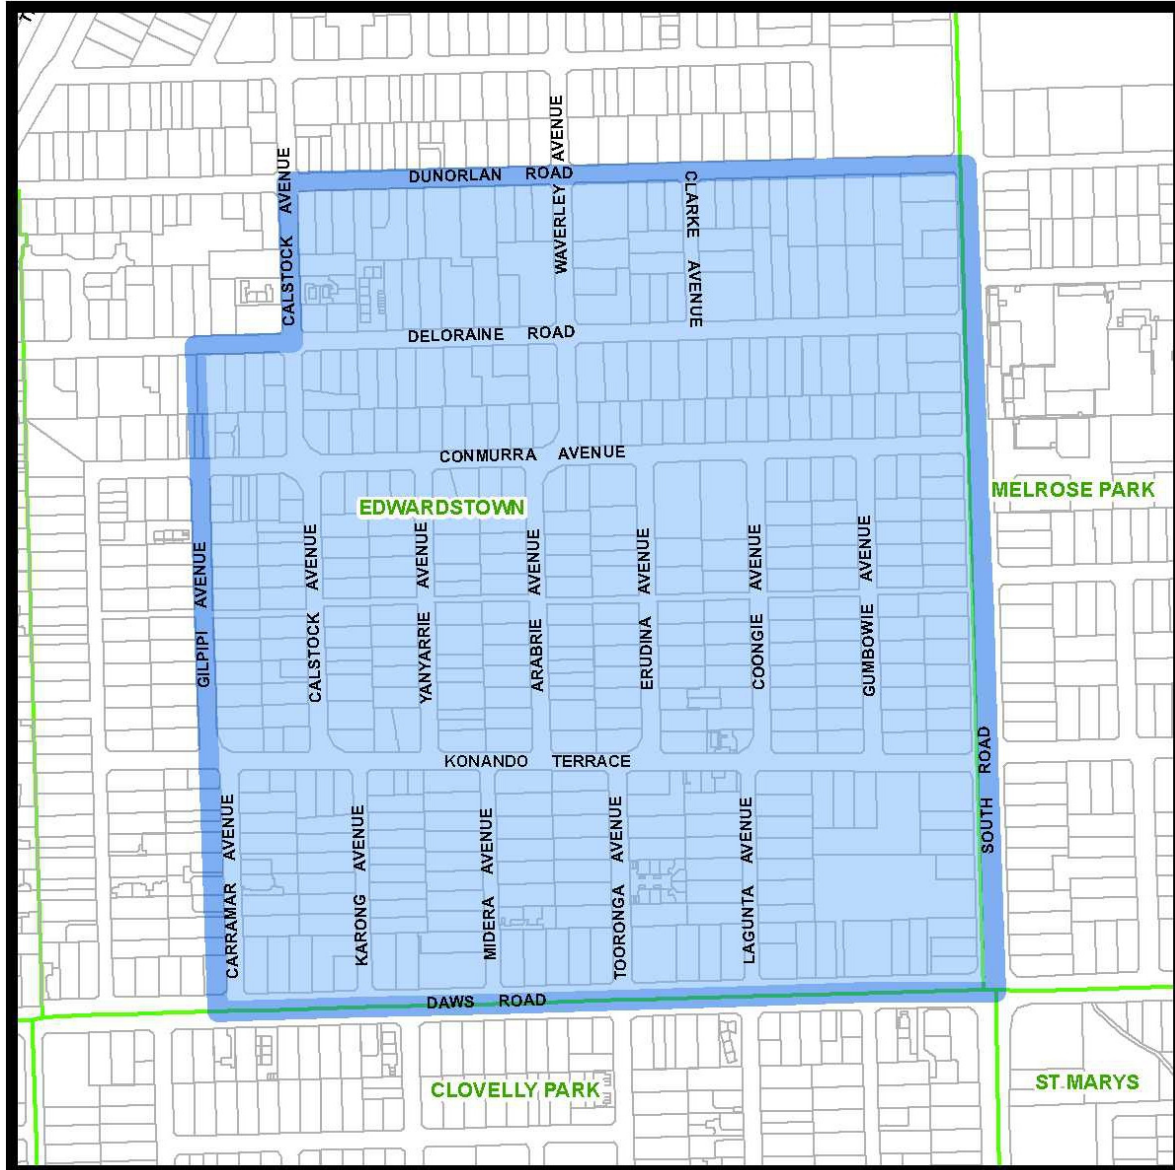 WAVERLEY AVENUE
CALSTOCK AVENUE
DUNORLAN ROAD
CLARKE AVENUE
DELORAINE ROAD
CONMURRA AVENUE
EDWARDSTOWN
MELROSE PARK
GILPIPI AVENUE
CALSTOCK AVENUE
YANYARRIE AVENUE
ARABRIE AVENUE
ERUDINA AVENUE
COONGIE AVENUE
GUMBOWIE AVENUE
KONANDO TERRACE
SOUTH ROAD
CARRAMAR AVENUE
KARONG AVENUE
MIDERA AVENUE
TOORONGA AVENUE
LAGUNTA AVENUE
DAWS ROAD
CLOVELLY PARK
ST MARYS